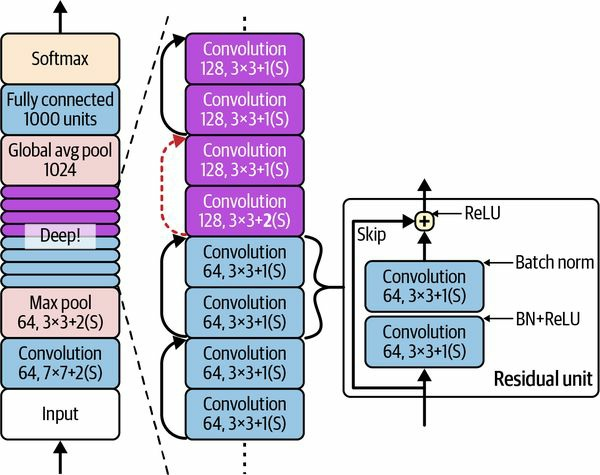 Softmax
Fully connected
1000 units
Global avg pool
1024
Deep!
Max pool
64, 3×3+2(S)
Convolution
64, 7×7+2(S)
Input
Convolution
128, 3×3+1(S)
Convolution
128, 3×3+1(S)
Convolution
128, 3×3+1(S)
Convolution
128, 3×3+2(S)
Convolution
64, 3×3+1(S)
Convolution
64, 3×3+1(S)
Convolution
64, 3×3+1(S)
Convolution
64, 3×3+1(S)
ReLU
+
Skip
Batch norm
Convolution
64, 3×3+1(S)
BN+ReLU
Convolution
64, 3×3+1(S)
Residual unit